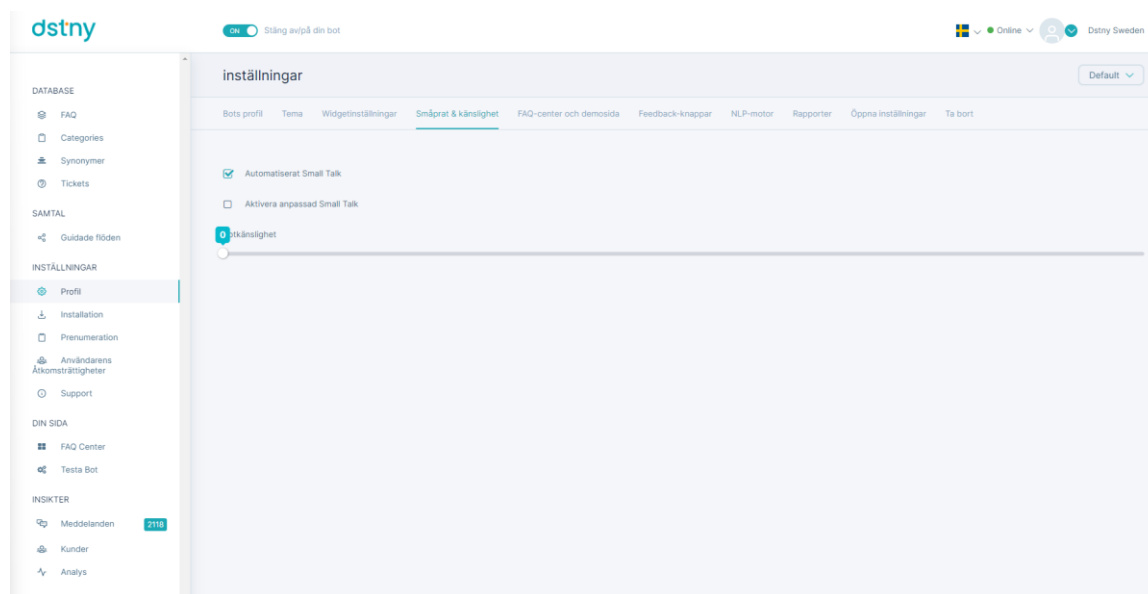 dstny
ON Stäng av/på din bot
Online
Dstny Sweden
DATABASE
FAQ
Categories
Synonymer
Tickets
SAMTAL
Guidade flöden
INSTÄLLNINGAR
Profil
Installation
Prenumeration
Användarens
Åtkomsträttigheter
Support
DIN SIDA
FAQ Center
Testa Bot
INSIKTER
Meddelanden 2118
Kunder
Analys
inställningar
Default
Bots profil Tema Widgetinställningar Småprat & känslighet FAQ-center och demosida Feedback-knappar NLP-motor Rapporter Öppna inställningar Ta bort
Automatiserat Small Talk
Aktivera anpassad Small Talk
0 otkänslighet